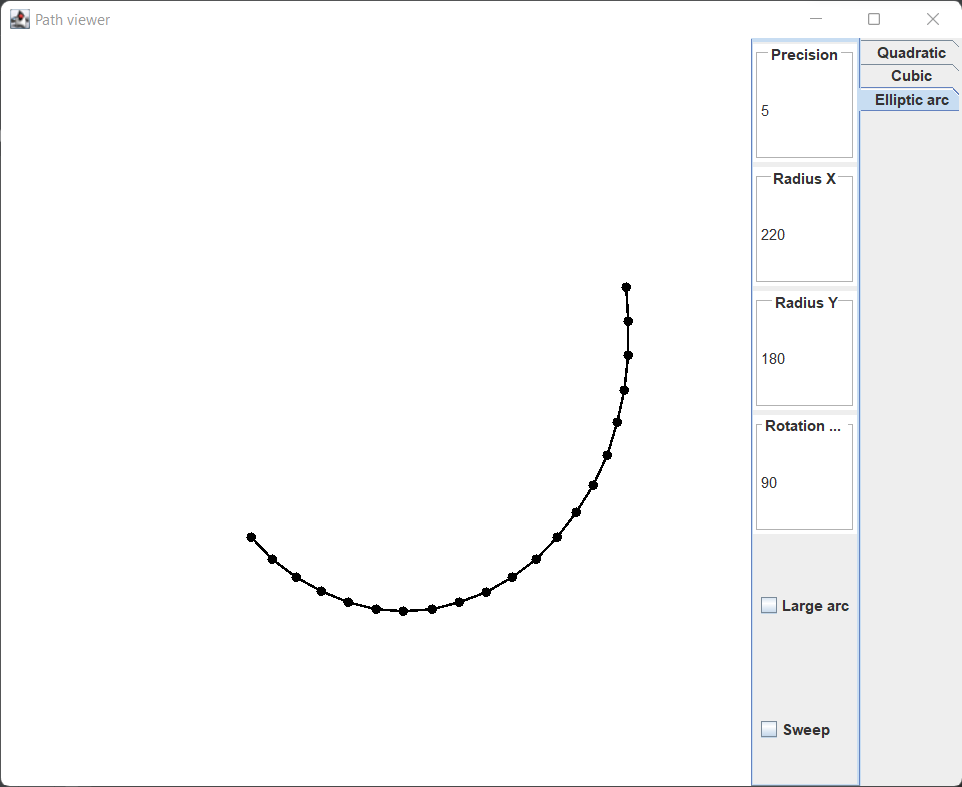 Path viewer
Precision
5
Radius X
220
Radius Y
180
Rotation ...
90
Large arc
Sweep
Quadratic
Cubic
Elliptic arc